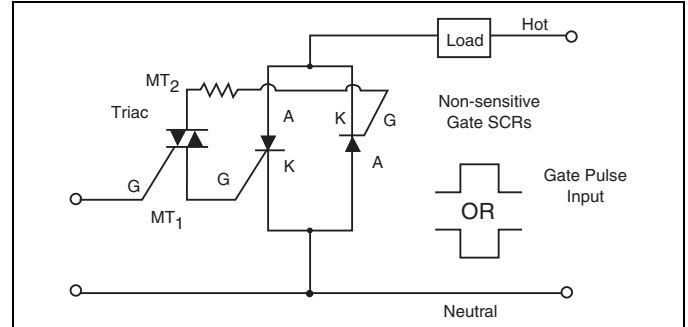 Hot
Load
MT2
Triac
A
K
G
Non-sensitive
Gate SCRs
G
G
K
A
MT1
OR
Gate Pulse
Input
Neutral